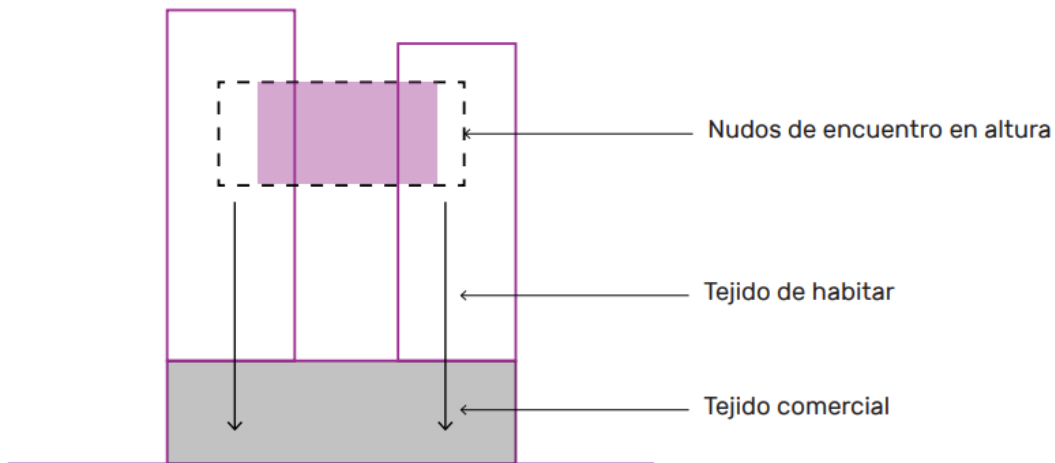 Nudos de encuentro en altura
Tejido de habitar
Tejido comercial